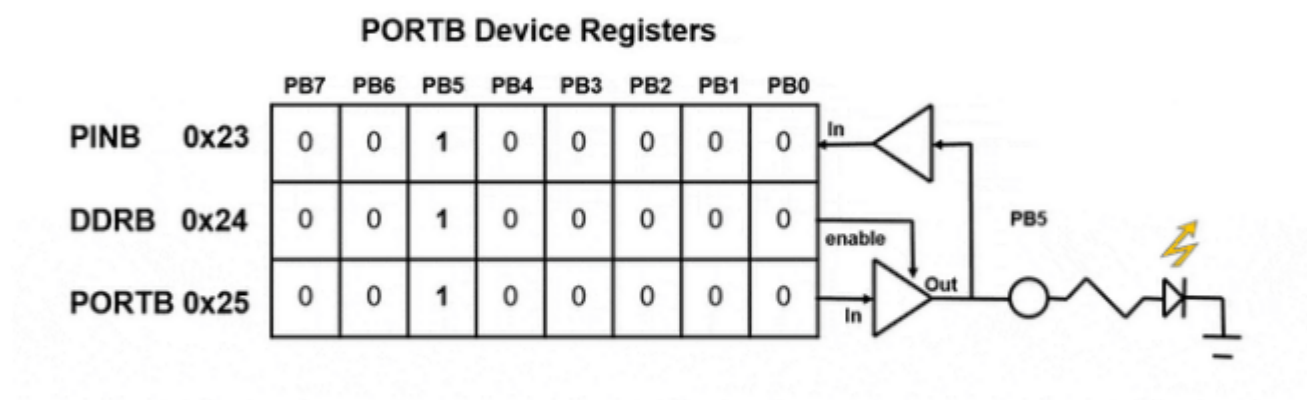 PORTB Device Registers
PB7 PB6 PB5 PB4 PB3 PB2 PB1 PB0
PINB 0x23 0 0 1 0 0 0 0 0 In
DDRB 0x24 0 0 1 0 0 0 0 0 enable PB5
PORTB 0x25 0 0 1 0 0 0 0 0 In Out